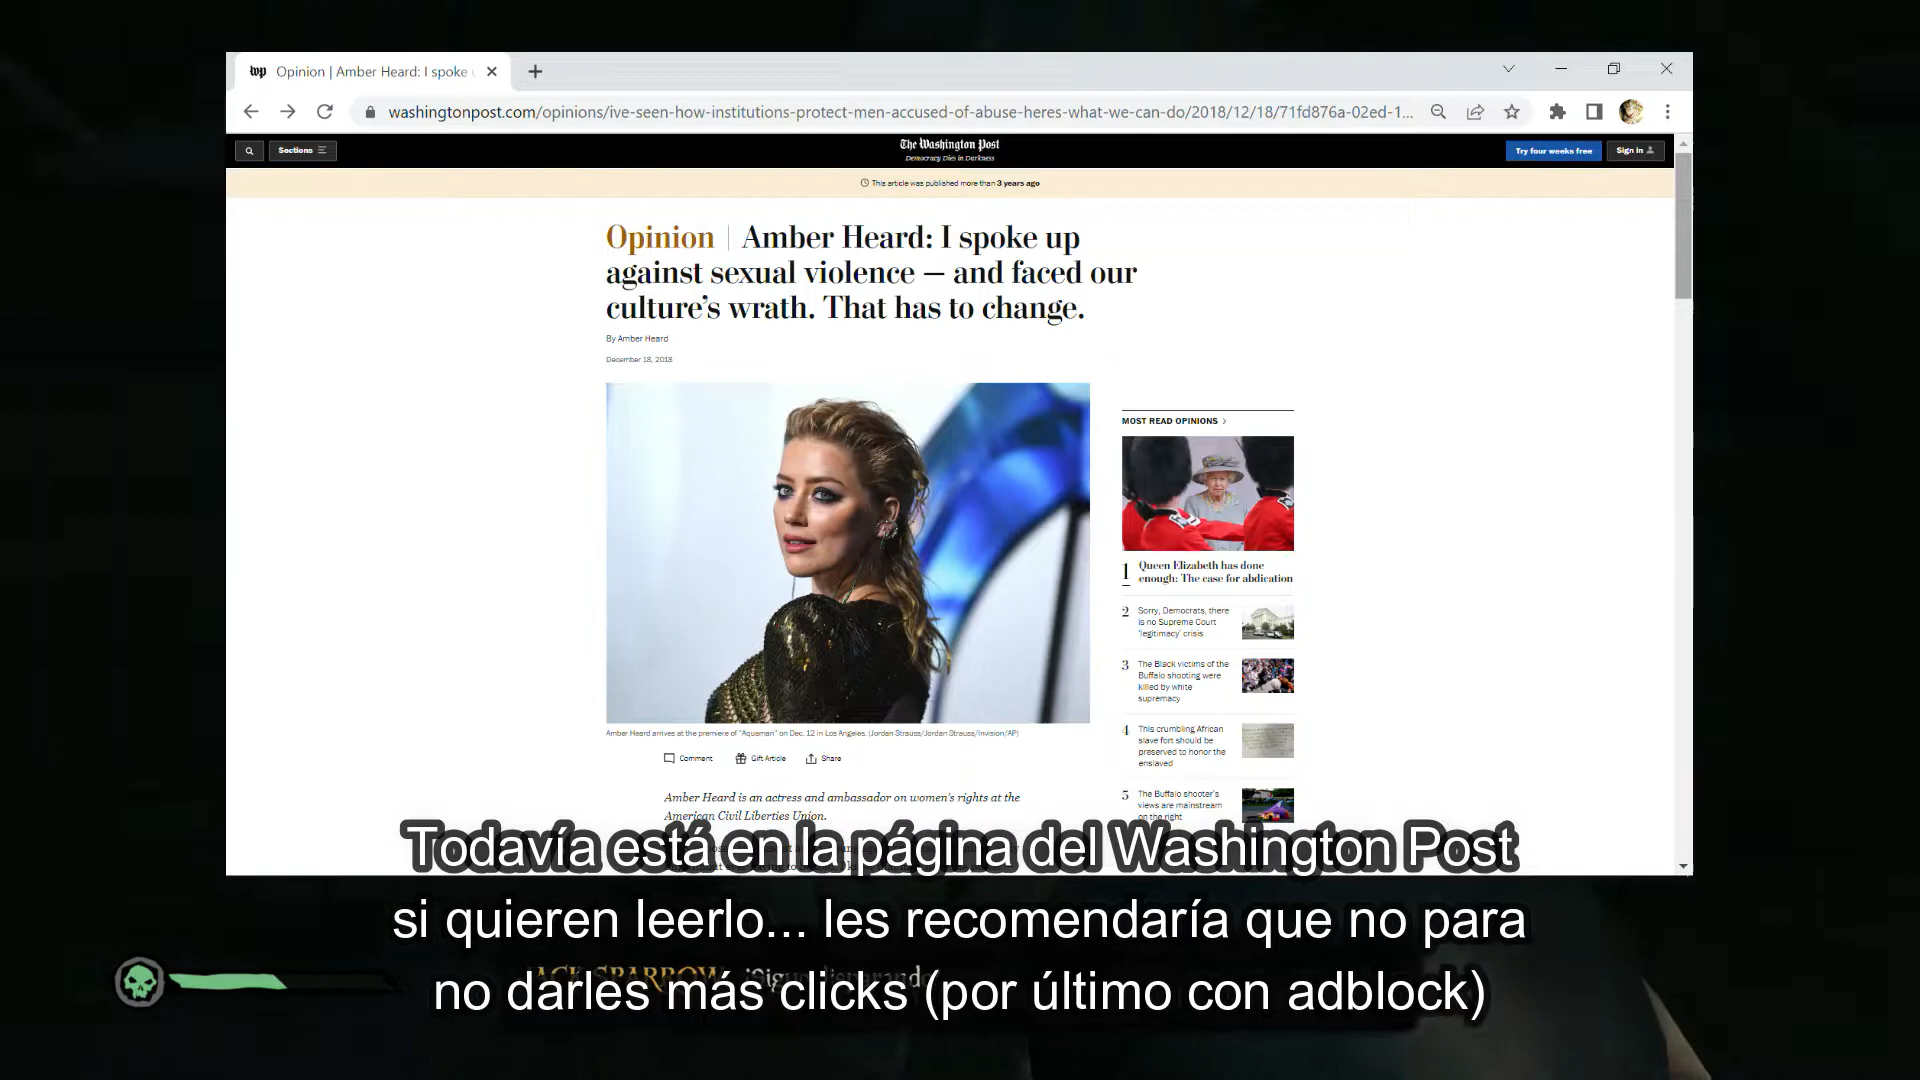 wp Opinion | Amber Heard: I spoke
washingtonpost.com/opinions/ive-seen-how-institutions-protect-men-accused-of-abuse-heres-what-we-can-do/2018/12/18/71fd876a-02ed-1...
Sections
The Washington Post
Democracy Dies in Darkness
Try four weeks free
Sign in
This article was published more than 3 years ago
Opinion | Amber Heard: I spoke up
against sexual violence — and faced our
culture's wrath. That has to change.
By Amber Heard
December 18, 2018
Amber Heard arrives at the premiere of "Aquaman" on Dec. 12 in Los Angeles. (Jordan Strauss/Jordan Strauss/Invision/AP)
Comment
Gift Article
Share
Amber Heard is an actress and ambassador on women's rights at the
American Civil Liberties Union.
MOST READ OPINIONS >
1 Queen Elizabeth has done
enough: The case for abdication
2 Sorry, Democrats, there
is no Supreme Court
'legitimacy' crisis
3 The Black victims of the
Buffalo shooting were
killed by white
supremacy
4 This crumbling African
slave fort should be
preserved to honor the
enslaved
5 The Buffalo shooter's
views are mainstream
on the right
Todavía está en la página del Washington Post
si quieren leerlo... les recomendaría que no para
no darles más clicks (por último con adblock)
JACK SPARROW